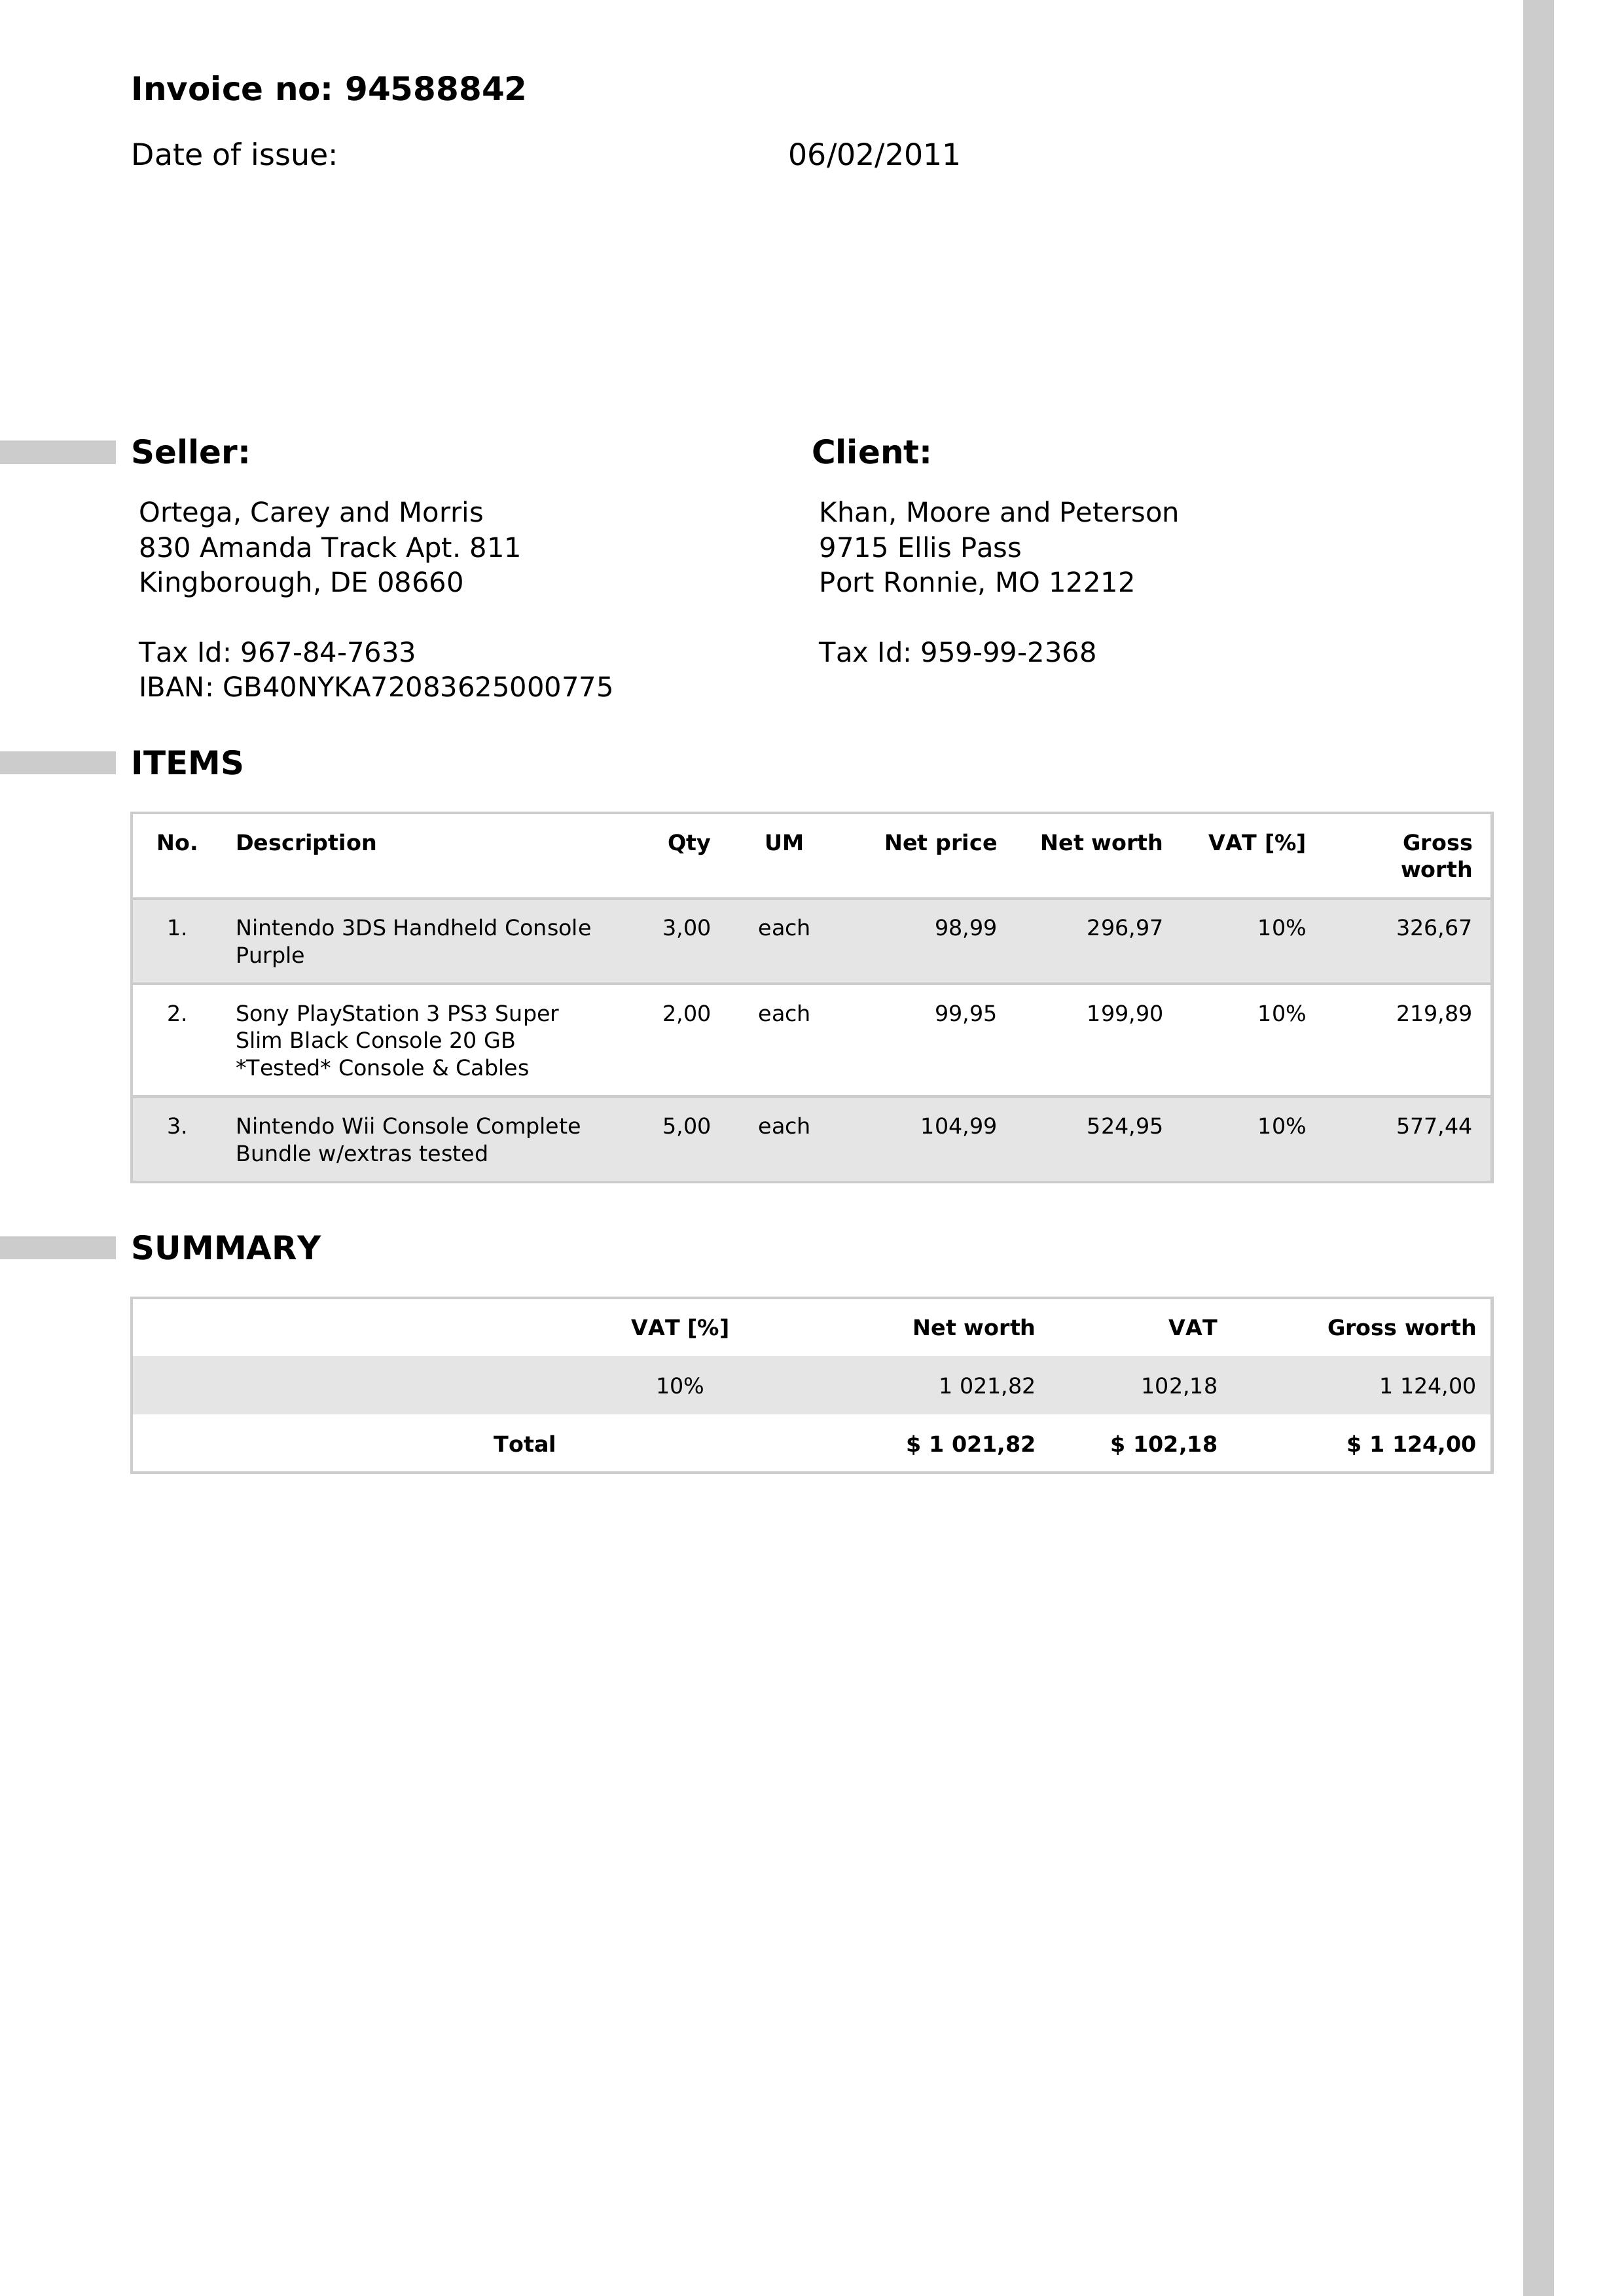 Invoice no: 94588842
Date of issue: 06/02/2011
Seller:
Ortega, Carey and Morris
830 Amanda Track Apt. 811
Kingborough, DE 08660
Tax Id: 967-84-7633
IBAN: GB40NYKA72083625000775
Client:
Khan, Moore and Peterson
9715 Ellis Pass
Port Ronnie, MO 12212
Tax Id: 959-99-2368
ITEMS
No. Description Qty UM Net price Net worth VAT [%] Gross
worth
1. Nintendo 3DS Handheld Console 3,00 each 98,99 296,97 10% 326,67
Purple
2. Sony PlayStation 3 PS3 Super 2,00 each 99,95 199,90 10% 219,89
Slim Black Console 20 GB
*Tested* Console & Cables
3. Nintendo Wii Console Complete 5,00 each 104,99 524,95 10% 577,44
Bundle w/extras tested
SUMMARY
VAT [%] Net worth VAT Gross worth
10% 1 021,82 102,18 1 124,00
Total $ 1 021,82 $ 102,18 $ 1 124,00